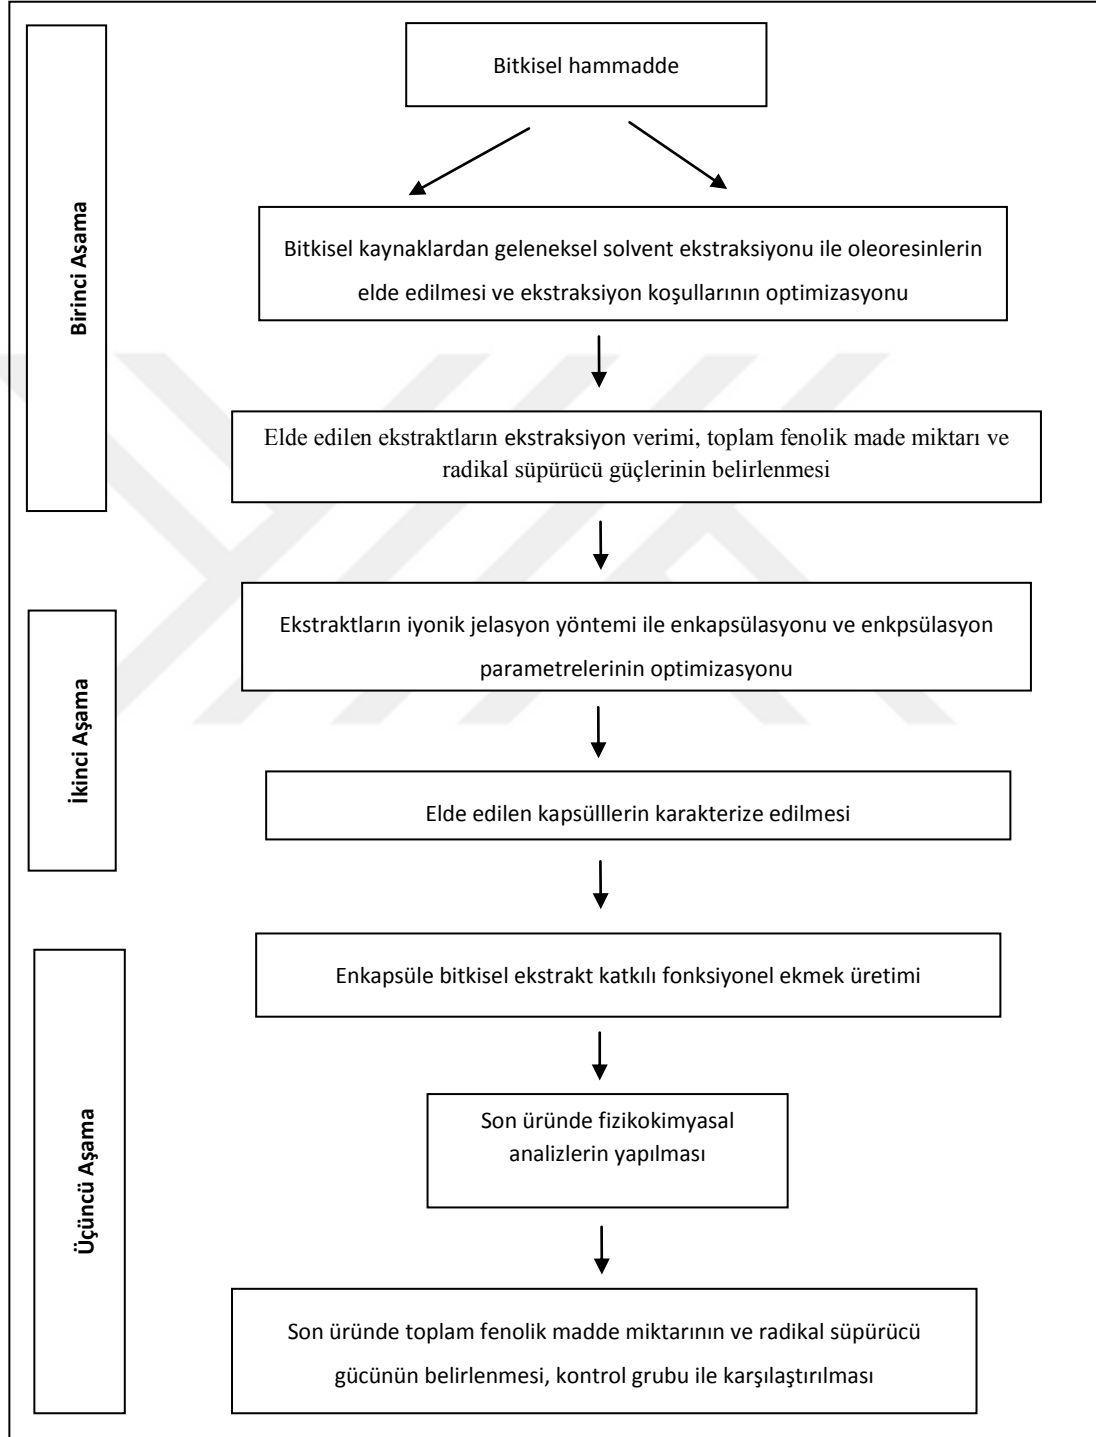 Birinci Aşama
Bitkisel hammadde
Bitkisel kaynaklardan geleneksel solvent ekstraksiyonu ile oleoresinlerin
elde edilmesi ve ekstraksiyon koşullarının optimizasyonu
Elde edilen ekstraktların ekstraksiyon verimi, toplam fenolik made miktarı ve
radikal süpürücü güçlerinin belirlenmesi
İkinci Aşama
Ekstraktların iyonik jelasyon yöntemi ile enkapsülasyonu ve enkpsülasyon
parametrelerinin optimizasyonu
Elde edilen kapsülllerin karakterize edilmesi
Üçüncü Aşama
Enkapsüle bitkisel ekstrakt katkılı fonksiyonel ekmek üretimi
Son üründe fizikokimyasal
analizlerin yapılması
Son üründe toplam fenolik madde miktarının ve radikal süpürücü
gücünün belirlenmesi, kontrol grubu ile karşılaştırılması